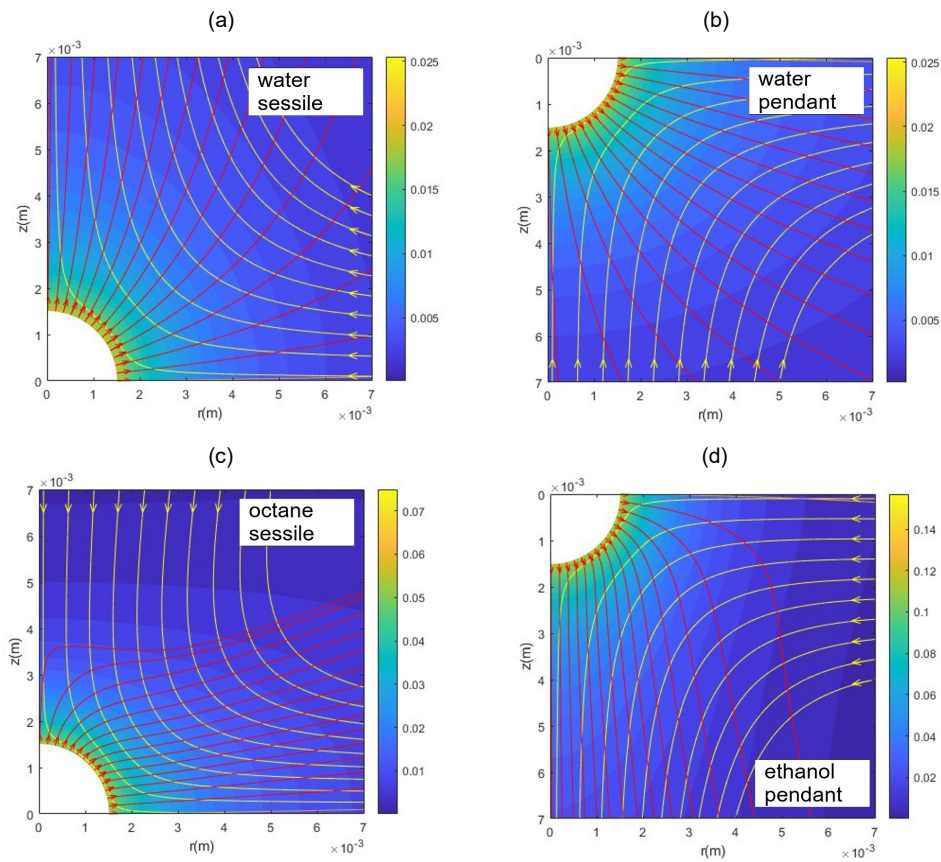 (a)
(b)
×10⁻³
7
6
5
4
3
2
1
0
z(m)
0 1 2 3 4 5 6 7
r(m)
×10⁻³
water
sessile
0.025
0.02
0.015
0.01
0.005
×10⁻³
0
1
2
3
4
5
6
7
z(m)
0 1 2 3 4 5 6 7
r(m)
×10⁻³
water
pendant
0.025
0.02
0.015
0.01
0.005
(c)
(d)
×10⁻³
7
6
5
4
3
2
1
0
z(m)
0 1 2 3 4 5 6 7
r(m)
×10⁻³
octane
sessile
0.07
0.06
0.05
0.04
0.03
0.02
0.01
×10⁻³
0
1
2
3
4
5
6
7
z(m)
0 1 2 3 4 5 6 7
r(m)
×10⁻³
ethanol
pendant
0.14
0.12
0.1
0.08
0.06
0.04
0.02